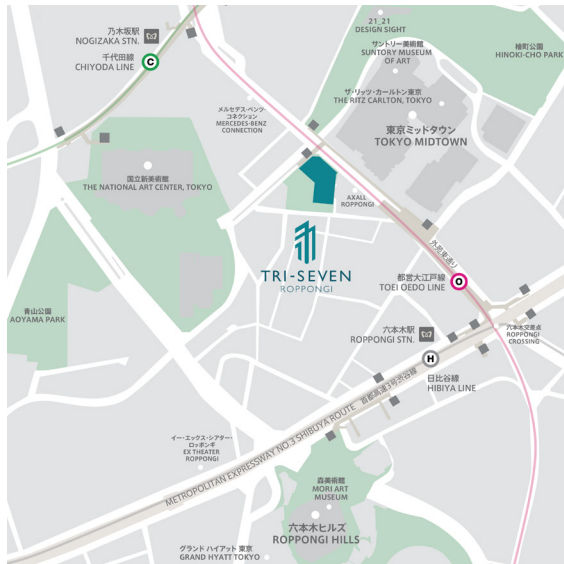 乃木坂駅
NOGIZAKA STN.
千代田線
CHIYODA LINE
C
21_21
DESIGN SIGHT
サントリー美術館
SUNTORY MUSEUM
OF ART
檜町公園
HINOKI-CHO PARK
メルセデス・ベンツ・
コネクション
MERCEDES-BENZ
CONNECTION
ザ・リッツ・カールトン東京
THE RITZ CARLTON, TOKYO
東京ミッドタウン
TOKYO MIDTOWN
国立新美術館
THE NATIONAL ART CENTER, TOKYO
AXALL
ROPPONGI
TRI-SEVEN
ROPPONGI
外苑東通り
都営大江戸線
TOEI OEDO LINE
O
青山公園
AOYAMA PARK
六本木駅
ROPPONGI STN.
六本木交差点
ROPPONGI
CROSSING
H
日比谷線
HIBIYA LINE
METROPOLITAN EXPRESSWAY NO.3 SHIBUYA ROUTE 首都高速3号渋谷線
イー・エックス・シアター・
ロッポンギ
EX THEATER
ROPPONGI
森美術館
MORI ART
MUSEUM
六本木ヒルズ
ROPPONGI HILLS
グランド ハイアット 東京
GRAND HYATT TOKYO